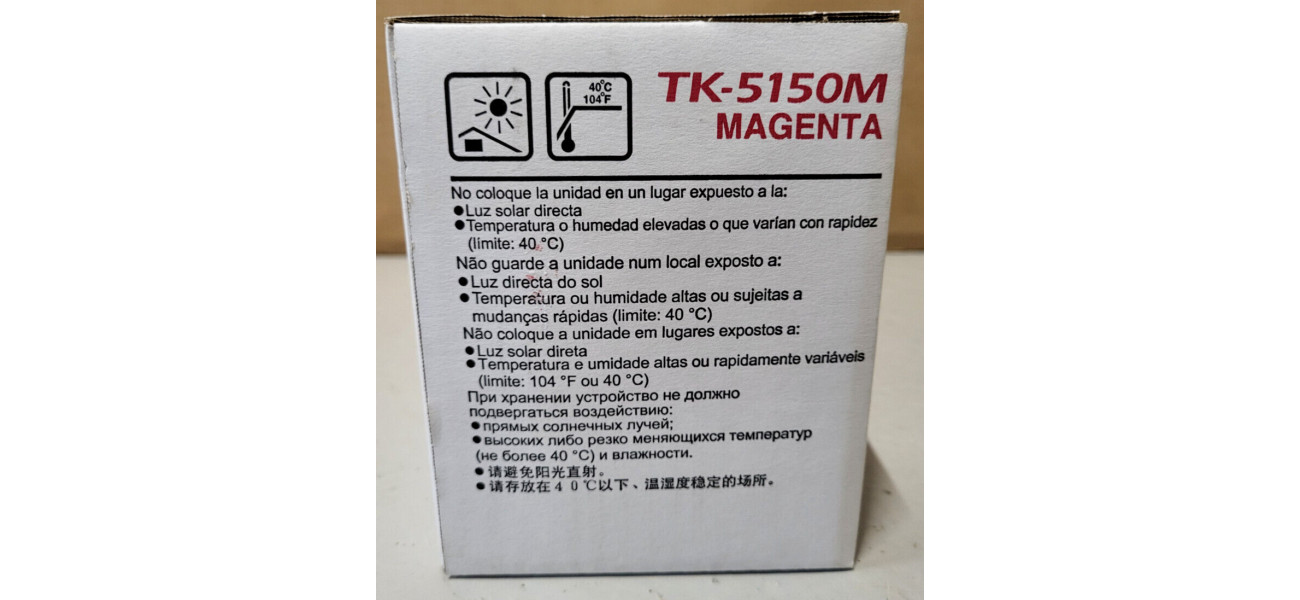 40°C
104°F
TK-5150M
MAGENTA
No coloque la unidad en un lugar expuesto a la:
●Luz solar directa
●Temperatura o humedad elevadas o que varían con rapidez
(limite: 40 °C)
Não guarde a unidade num local exposto a:
●Luz directa do sol
●Temperatura ou humidade altas ou sujeitas a
mudanças rápidas (limite: 40 °C)
Não coloque a unidade em lugares expostos a:
●Luz solar direta
●Temperatura e umidade altas ou rapidamente variáveis
(limite: 104 °F ou 40 °C)
При хранении устройство не должно
подвергаться воздействию:
●прямых солнечных лучей;
●высоких либо резко меняющихся температур
(не более 40 °C) и влажности.
●请避免阳光直射。
●请存放在４０℃以下、温湿度稳定的场所。